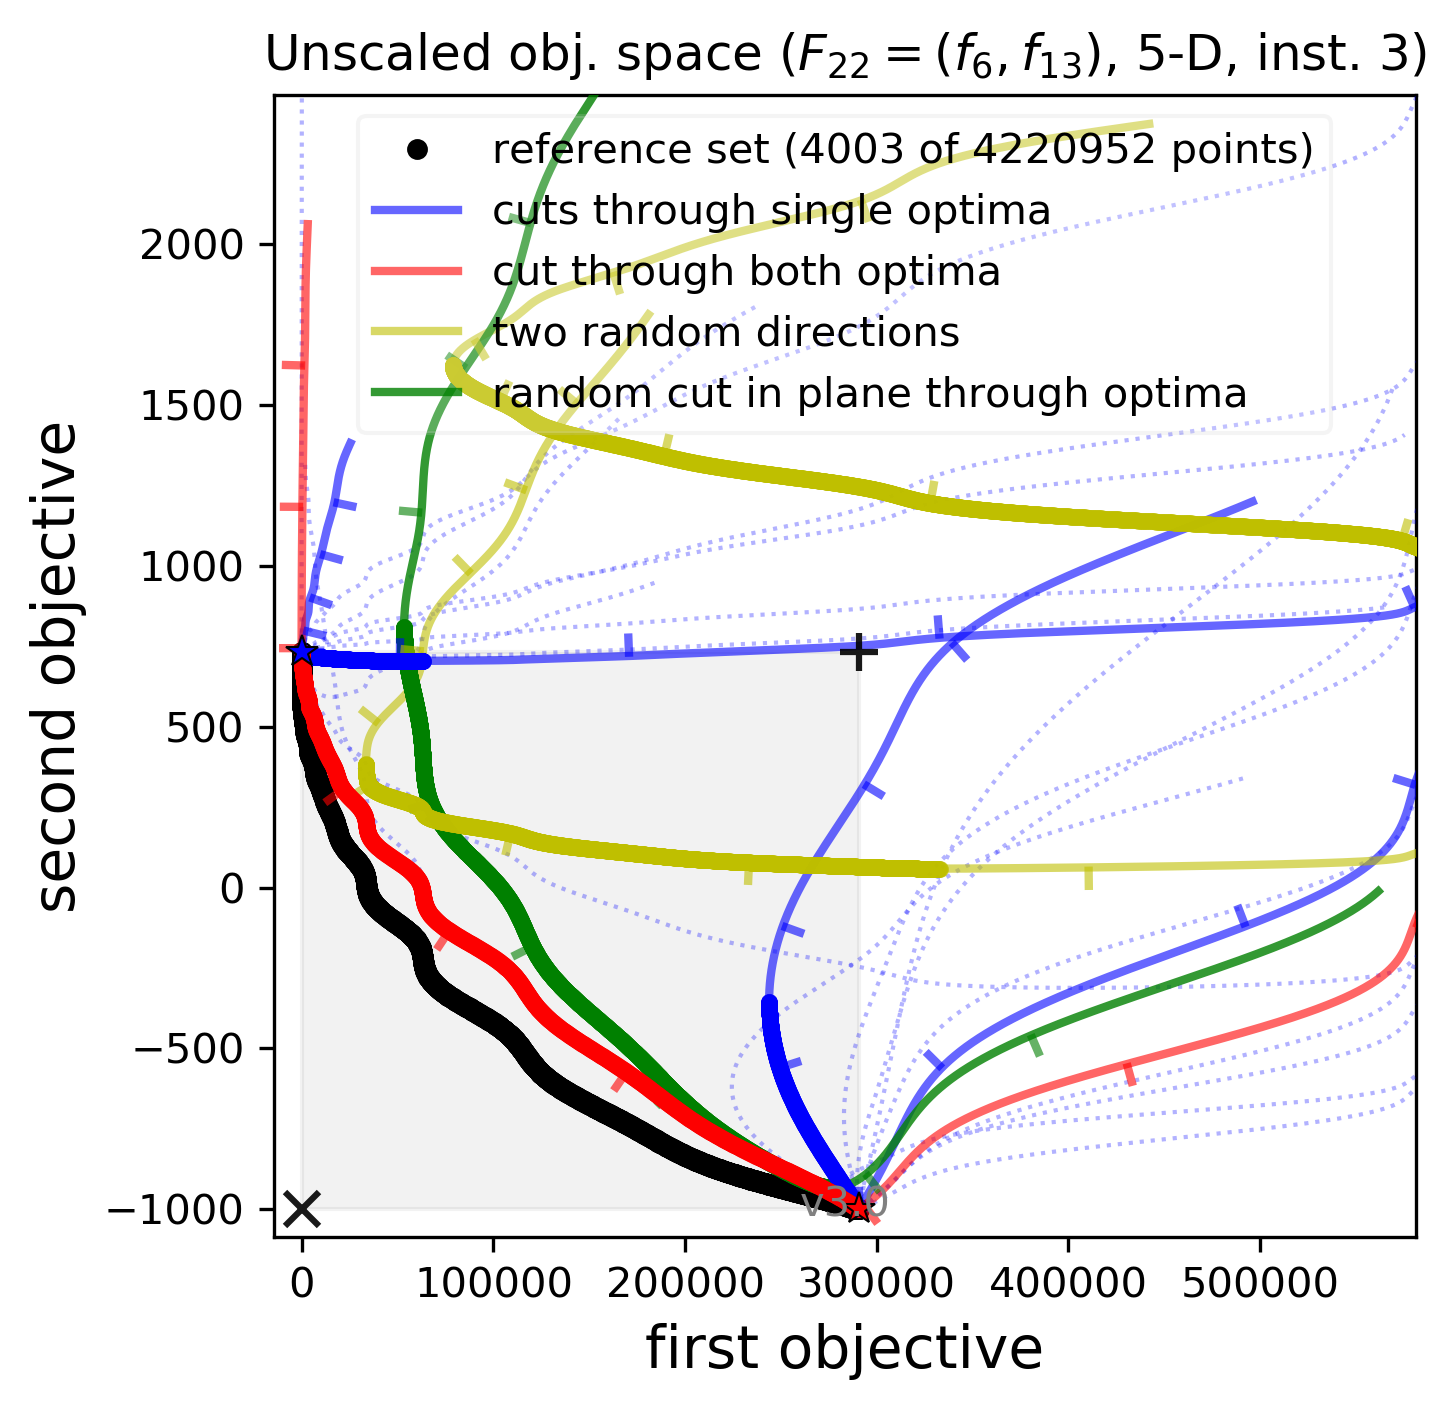 Unscaled obj. space (F₂₂ = (f₆, f₁₃), 5-D, inst. 3)
reference set (4003 of 4220952 points)
cuts through single optima
cut through both optima
two random directions
random cut in plane through optima
second objective
2000
1500
1000
500
0
−500
−1000
v3.0
0
100000
200000
300000
400000
500000
first objective